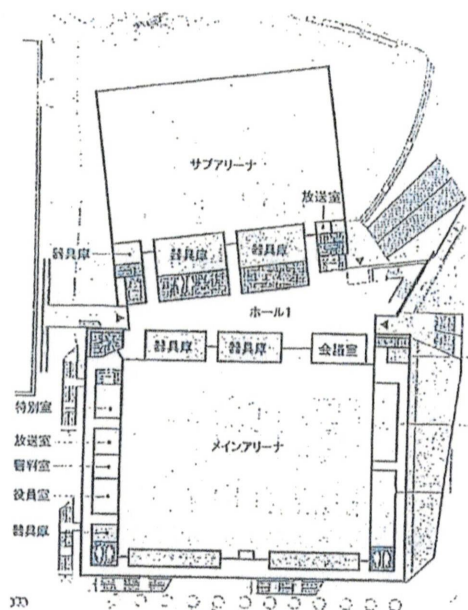 サブアリーナ
放送室
器具庫
器具庫
器具庫
ホール1
器具庫
器具庫
会議室
特別室
放送室
メインアリーナ
役員室
器具庫